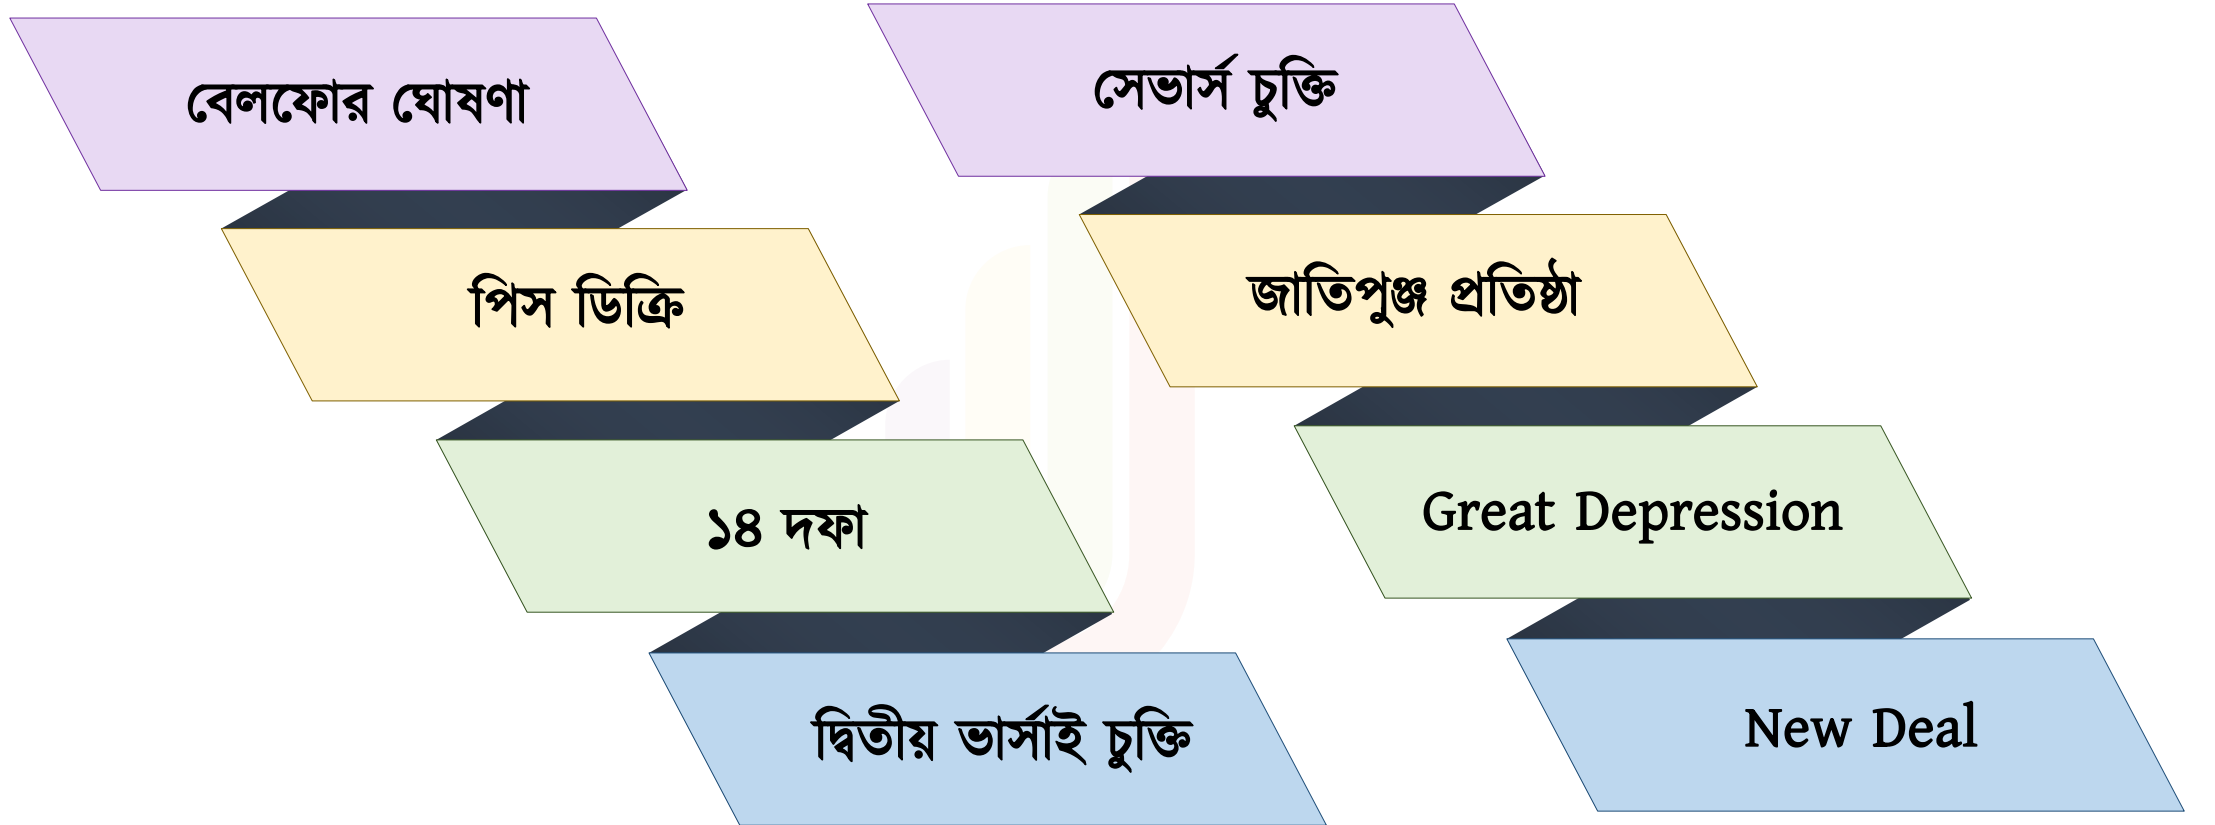 বেলফোর ঘোষণা
পিস ডিক্রি
১৪ দফা
দ্বিতীয় ভার্সাই চুক্তি
সেভার্স চুক্তি
জাতিপুঞ্জ প্রতিষ্ঠা
Great Depression
New Deal